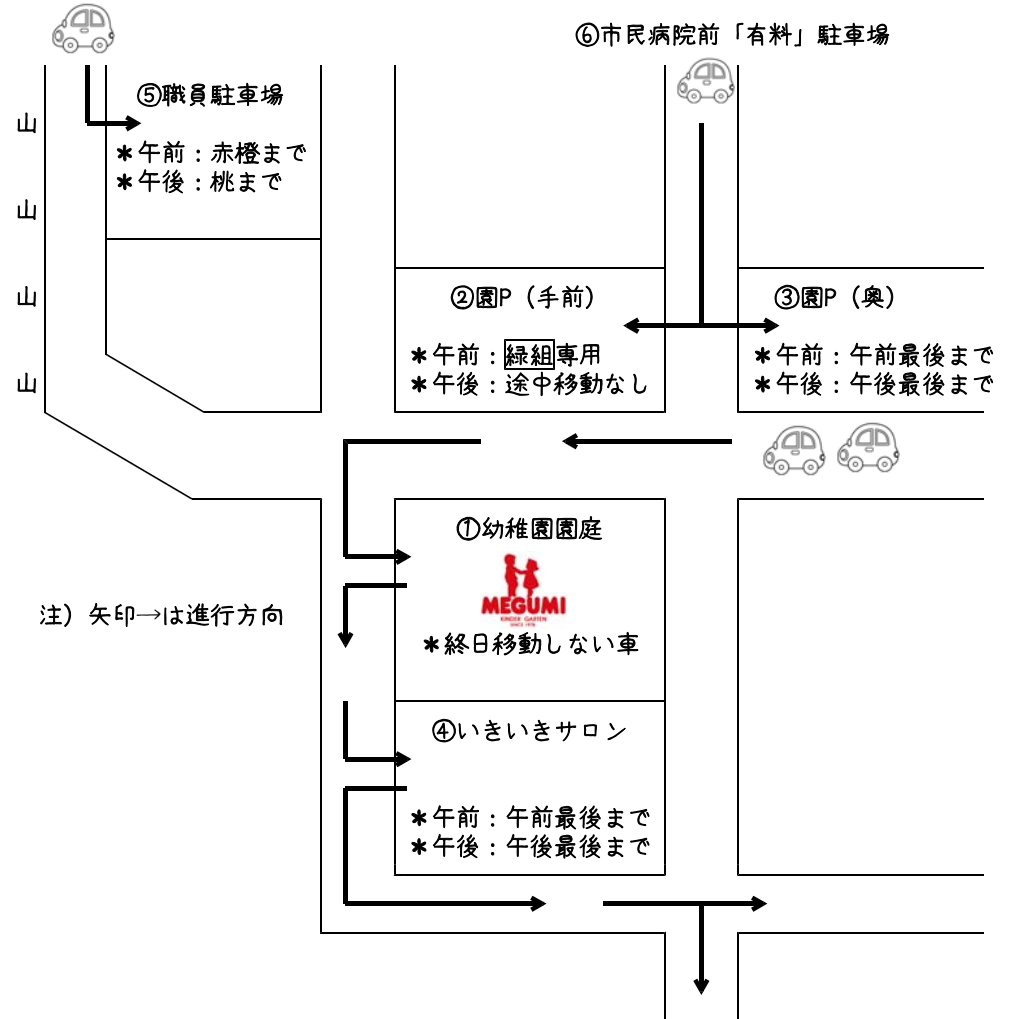 ⑥市民病院前「有料」駐車場
⑤職員駐車場
＊午前：赤橙まで
＊午後：桃まで
山
山
山
山
②園P（手前）
＊午前：緑組専用
＊午後：途中移動なし
③園P（奥）
＊午前：午前最後まで
＊午後：午後最後まで
①幼稚園園庭
MEGUMI
KINDER GARTEN
SINCE 1976
＊終日移動しない車
注）矢印→は進行方向
④いきいきサロン
＊午前：午前最後まで
＊午後：午後最後まで